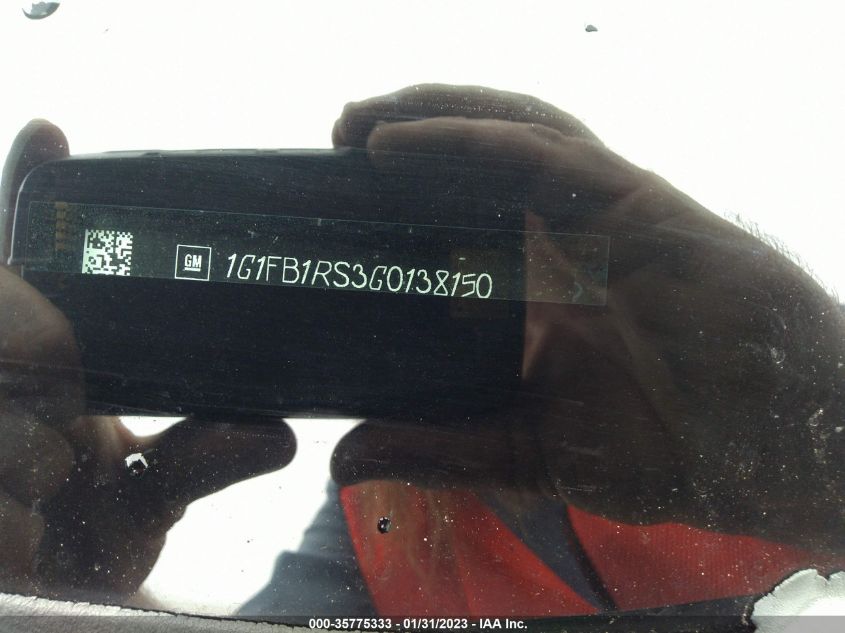 GM 1G1FB1RS3G0138150
000-35775333 - 01/31/2023 - IAA Inc.